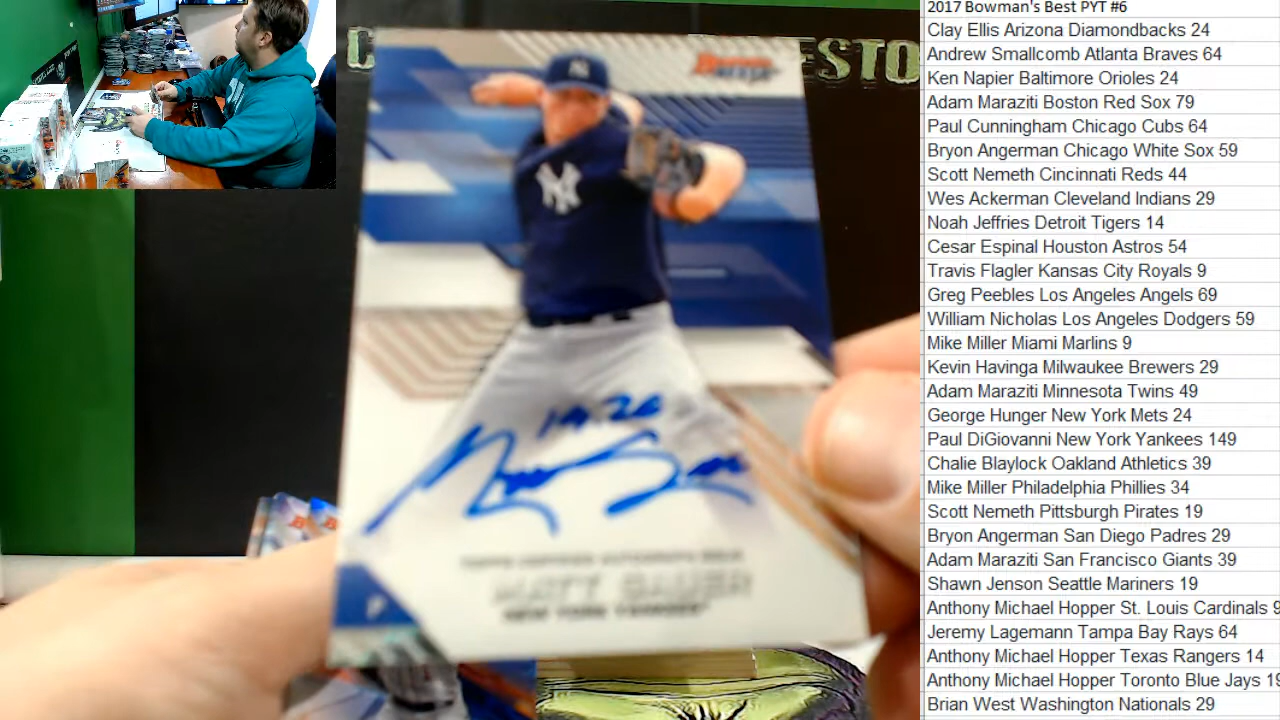 2017 Bowman's Best PYT #6
Clay Ellis Arizona Diamondbacks 24
Andrew Smallcomb Atlanta Braves 64
Ken Napier Baltimore Orioles 24
Adam Maraziti Boston Red Sox 79
Paul Cunningham Chicago Cubs 64
Bryon Angerman Chicago White Sox 59
Scott Nemeth Cincinnati Reds 44
Wes Ackerman Cleveland Indians 29
Noah Jeffries Detroit Tigers 14
Cesar Espinal Houston Astros 54
Travis Flagler Kansas City Royals 9
Greg Peebles Los Angeles Angels 69
William Nicholas Los Angeles Dodgers 59
Mike Miller Miami Marlins 9
Kevin Havinga Milwaukee Brewers 29
Adam Maraziti Minnesota Twins 49
George Hunger New York Mets 24
Paul DiGiovanni New York Yankees 149
Chalie Blaylock Oakland Athletics 39
Mike Miller Philadelphia Phillies 34
Scott Nemeth Pittsburgh Pirates 19
Bryon Angerman San Diego Padres 29
Adam Maraziti San Francisco Giants 39
Shawn Jenson Seattle Mariners 19
Anthony Michael Hopper St. Louis Cardinals
Jeremy Lagemann Tampa Bay Rays 64
Anthony Michael Hopper Texas Rangers 14
Anthony Michael Hopper Toronto Blue Jays 19
Brian West Washington Nationals 29
ESTO
NY
TOPPS CERTIFIED AUTOGRAPH ISSUE
MATT SAUER
NEW YORK YANKEES
P